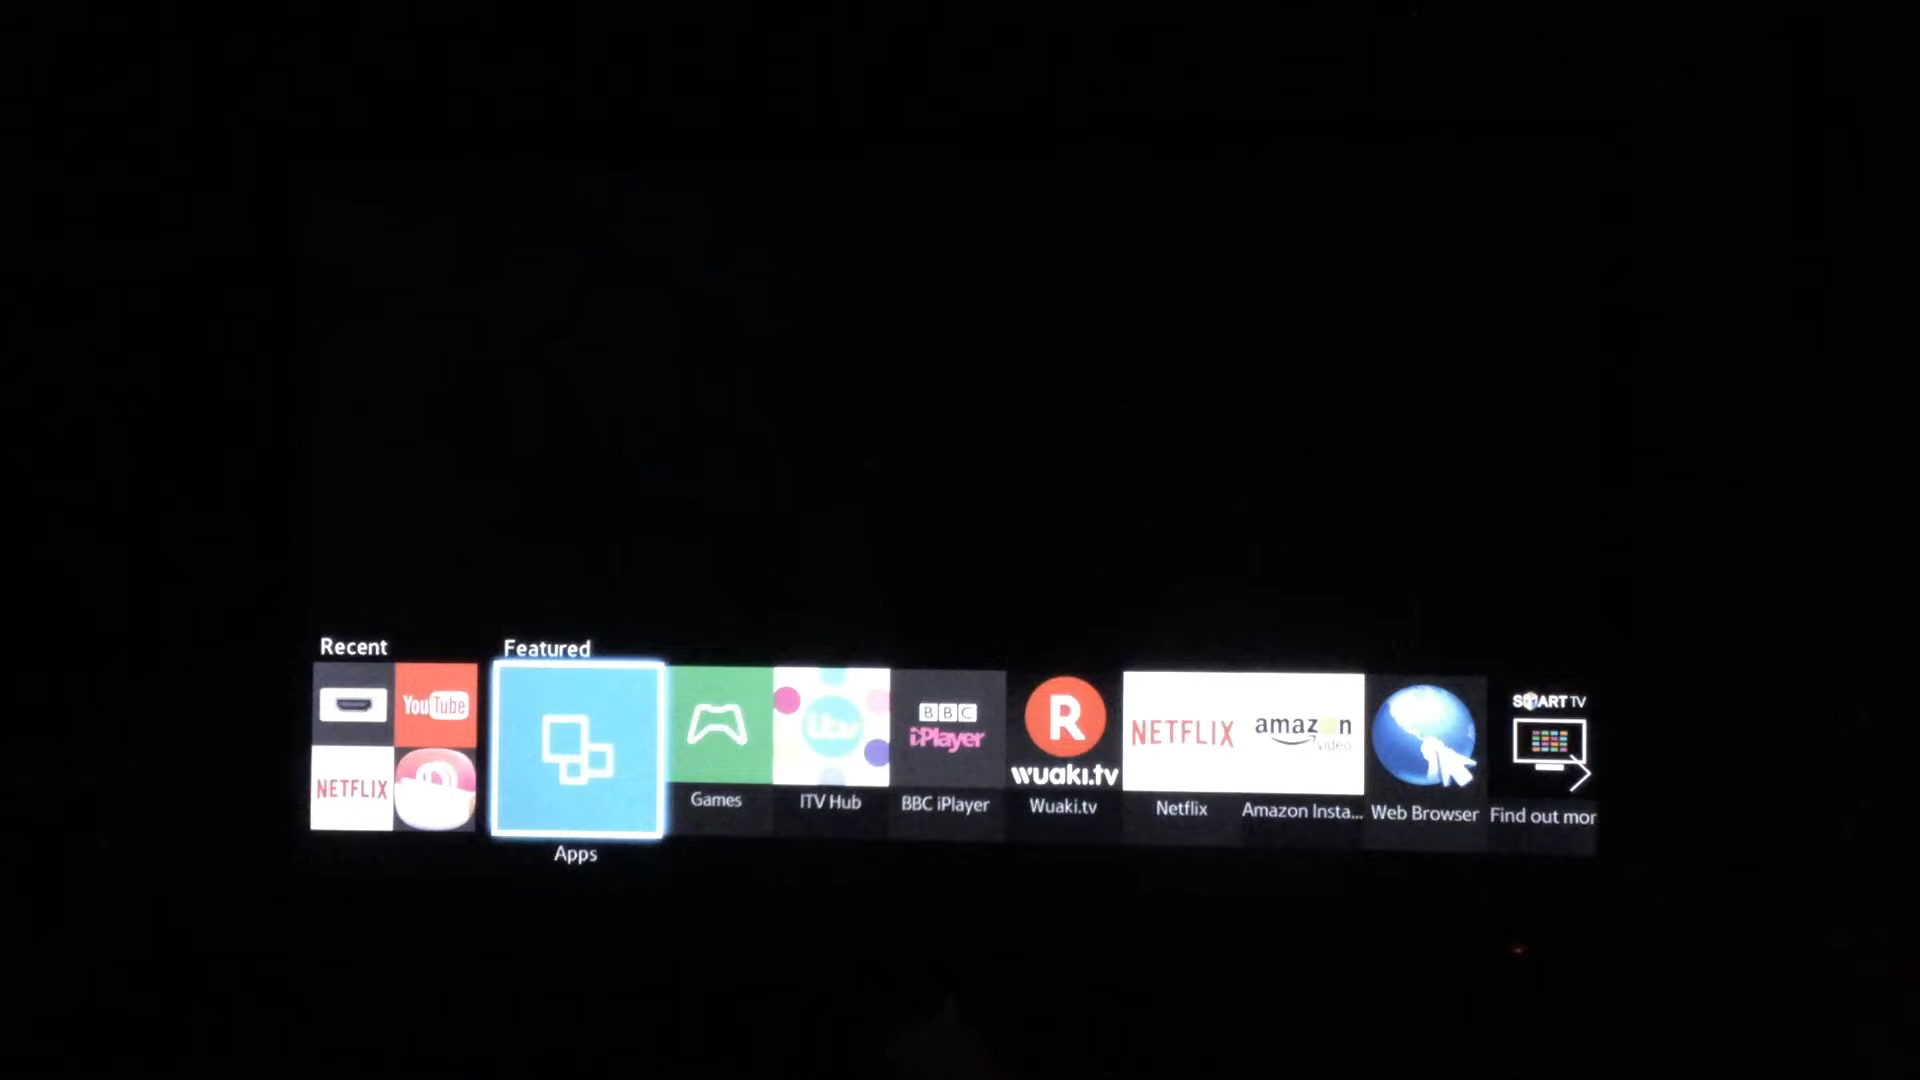 Recent
Featured
YouTube
NETFLIX
Apps
Games
itv
ITV Hub
BBC
iPlayer
BBC iPlayer
R
wuaki.tv
Wuaki.tv
NETFLIX
Netflix
amazon
video
Amazon Insta...
Web Browser
SMART TV
Find out mor